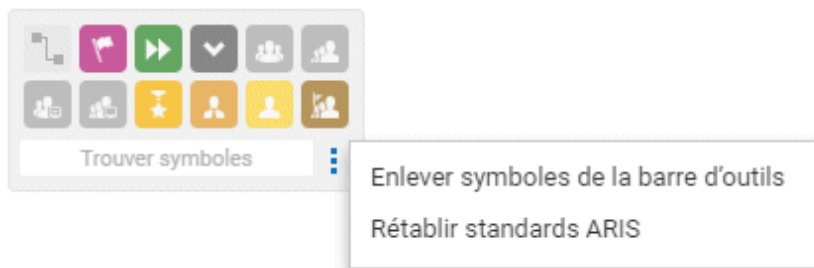 Trouver symboles
Enlever symboles de la barre d'outils
Rétablir standards ARIS